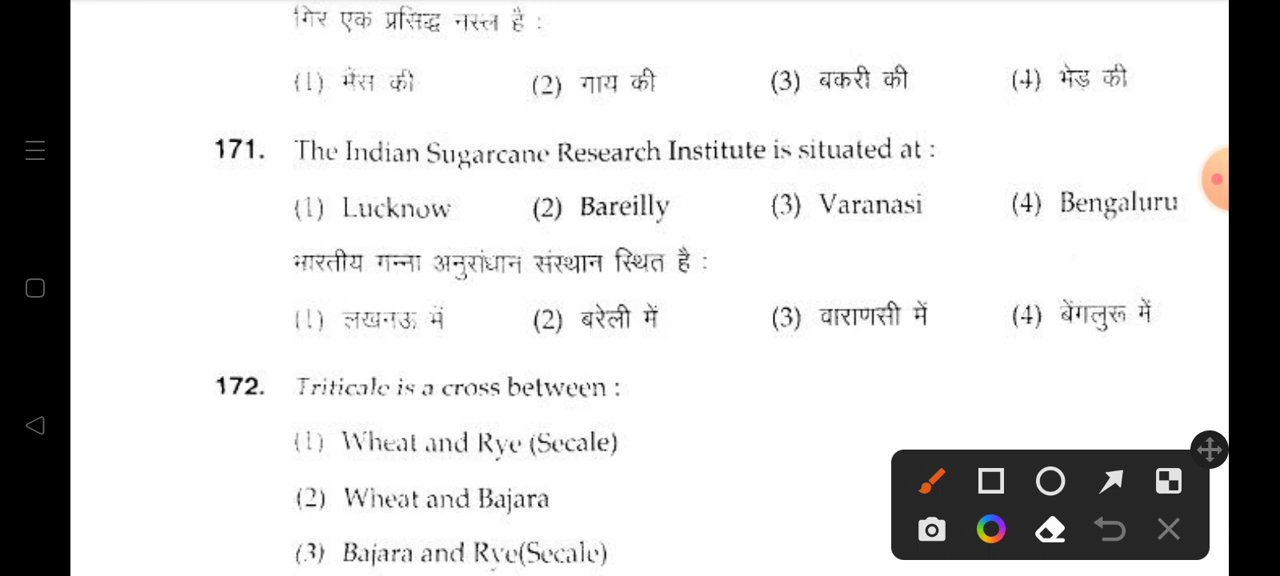 गिर एक प्रसिद्ध नस्ल है :
(1) भैंस की (2) गाय की (3) बकरी की (4) भेड़ की
171. The Indian Sugarcane Research Institute is situated at :
(1) Lucknow (2) Bareilly (3) Varanasi (4) Bengaluru
भारतीय गन्ना अनुसंधान संस्थान स्थित है :
(1) लखनऊ में (2) बरेली में (3) वाराणसी में (4) बेंगलुरू में
172. Triticale is a cross between :
(1) Wheat and Rye (Secale)
(2) Wheat and Bajara
(3) Bajara and Rye(Secale)